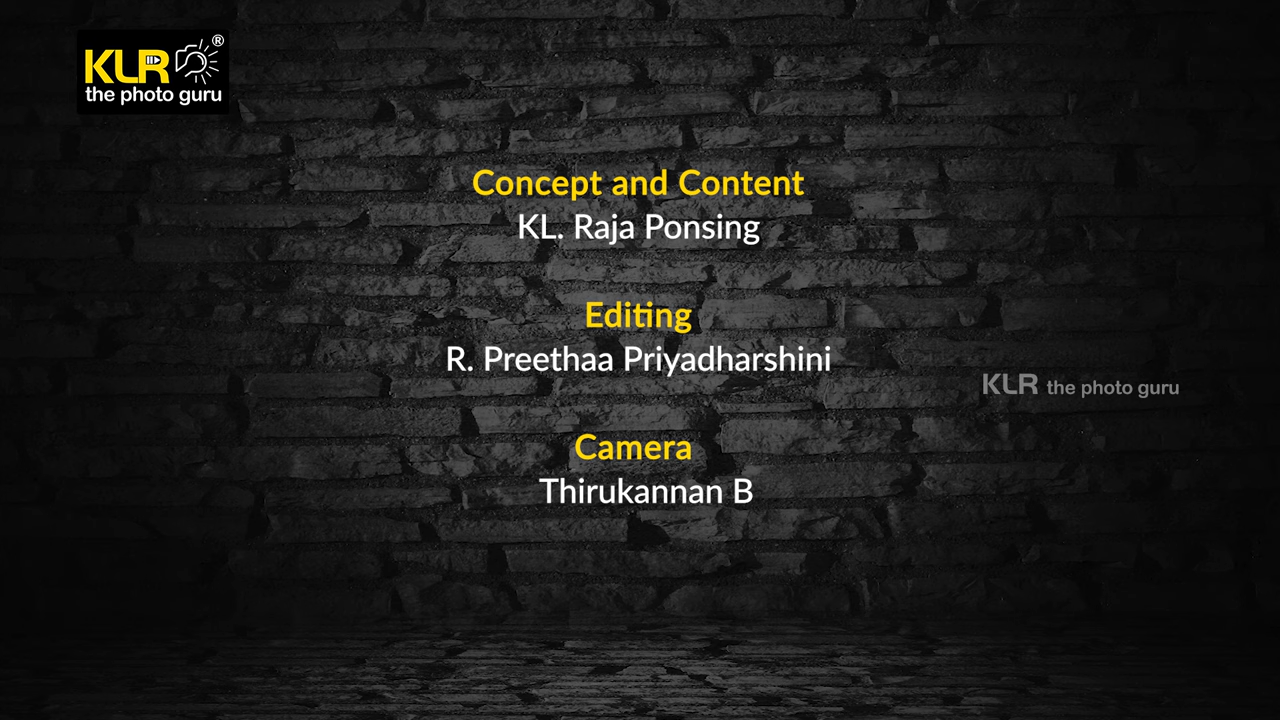 KLR ®
the photo guru
Concept and Content
KL. Raja Ponsing
Editing
R. Preethaa Priyadharshini
KLR the photo guru
Camera
Thirukannan B